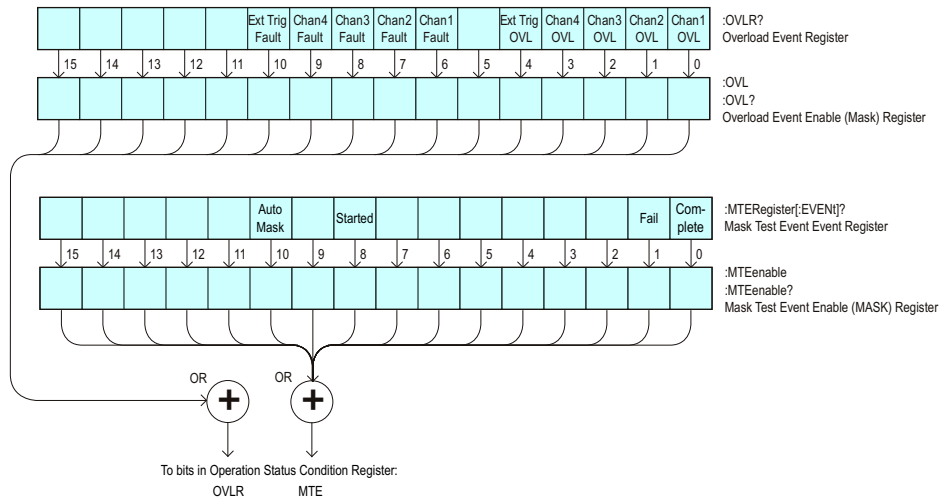 Ext Trig Fault
Chan4 Fault
Chan3 Fault
Chan2 Fault
Chan1 Fault
Ext Trig OVL
Chan4 OVL
Chan3 OVL
Chan2 OVL
Chan1 OVL
:OVLR?
Overload Event Register
15 14 13 12 11 10 9 8 7 6 5 4 3 2 1 0
:OVL
:OVL?
Overload Event Enable (Mask) Register
Auto Mask
Started
Fail
Com-
plete
:MTERegister[:EVENt]?
Mask Test Event Event Register
15 14 13 12 11 10 9 8 7 6 5 4 3 2 1 0
:MTEenable
:MTEenable?
Mask Test Event Enable (MASK) Register
OR
+
OR
+
To bits in Operation Status Condition Register:
OVLR MTE